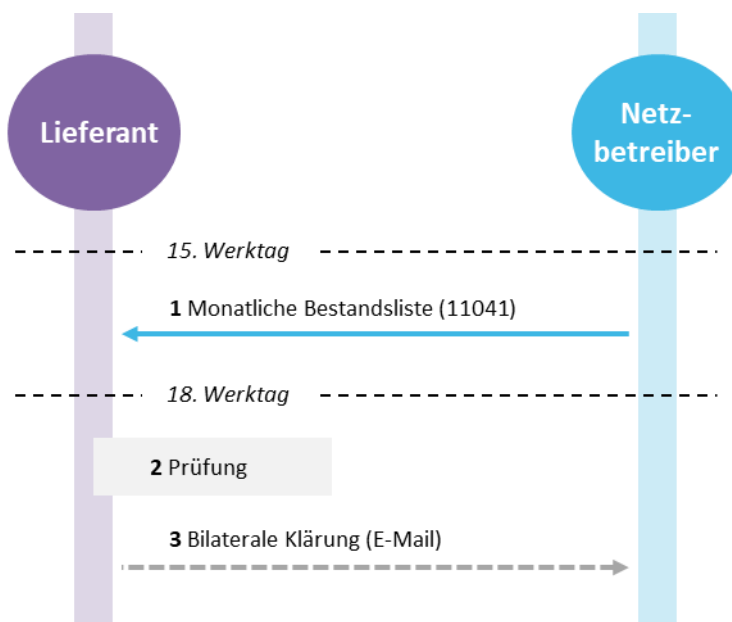 Lieferant
Netz-
betreiber
15. Werktag
1 Monatliche Bestandsliste (11041)
18. Werktag
2 Prüfung
3 Bilaterale Klärung (E-Mail)